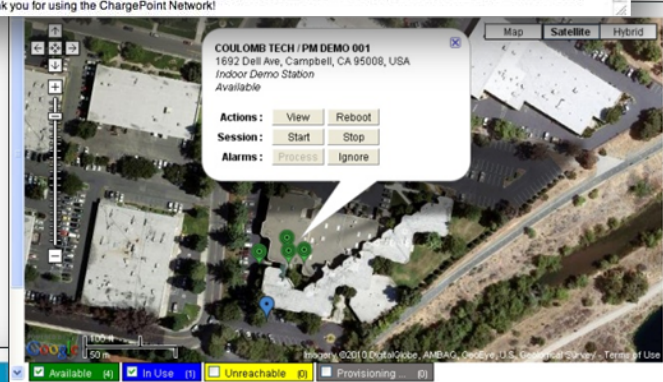 k you for using the ChargePoint Network!
Map Satellite Hybrid
COULOMB TECH / PM DEMO 001
1692 Dell Ave, Campbell, CA 95008, USA
Indoor Demo Station
Available
Actions: View Reboot
Session: Start Stop
Alarms: Process Ignore
Google
100 ft
50 m
Imagery ©2010 DigitalGlobe, AMBAG, GeoEye, U.S. Geological Survey - Terms of Use
Available (4) In Use (1) Unreachable (0) Provisioning ... (0)